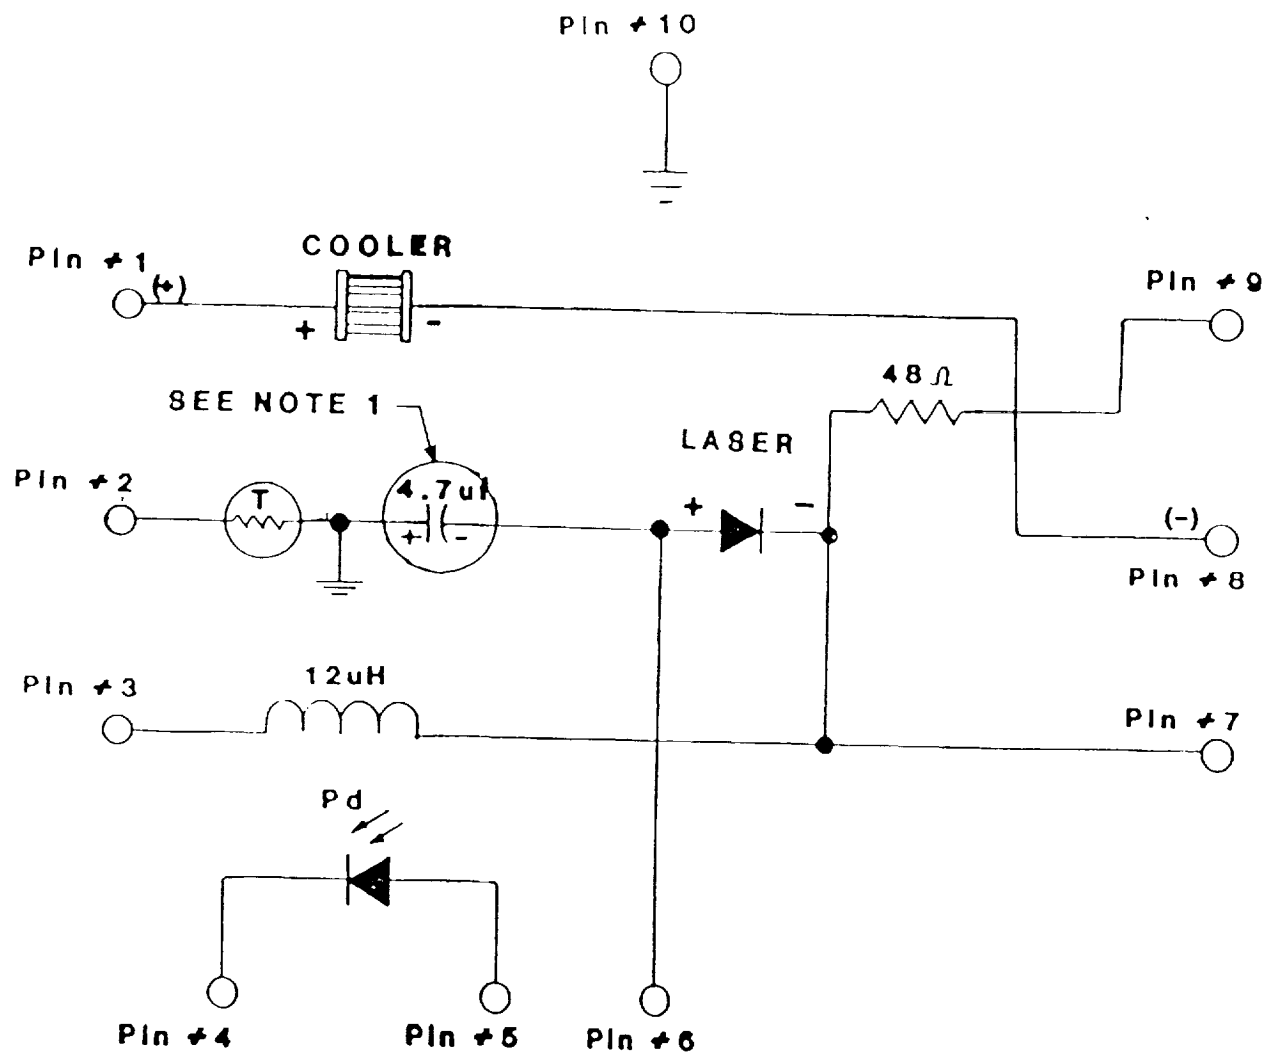 Pin #10
COOLER
Pin #1
(+)
+
-
Pin #9
48Ω
SEE NOTE 1
LASER
Pin #2
T
4.7uf
+
-
+
-
(-)
Pin #8
12uH
Pin #3
Pin #7
Pd
Pin #4
Pin #5
Pin #6